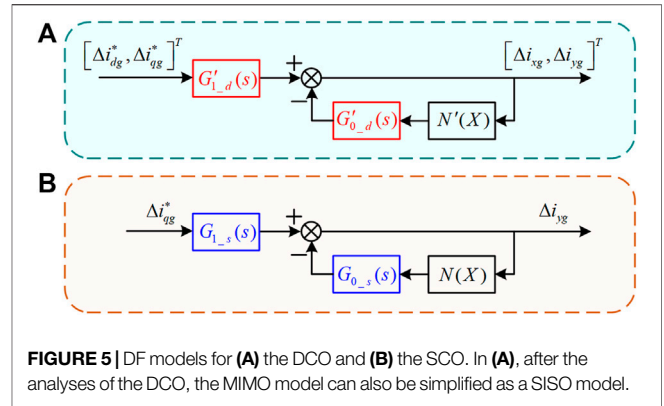 A
[Δi*dg, Δi*qg]^T
G′1_d(s)
+
−
[Δixg, Δiyg]^T
G′0_d(s)
N′(X)
B
Δi*qg
G1_s(s)
+
−
Δiyg
G0_s(s)
N(X)
FIGURE 5 | DF models for (A) the DCO and (B) the SCO. In (A), after the
analyses of the DCO, the MIMO model can also be simplified as a SISO model.